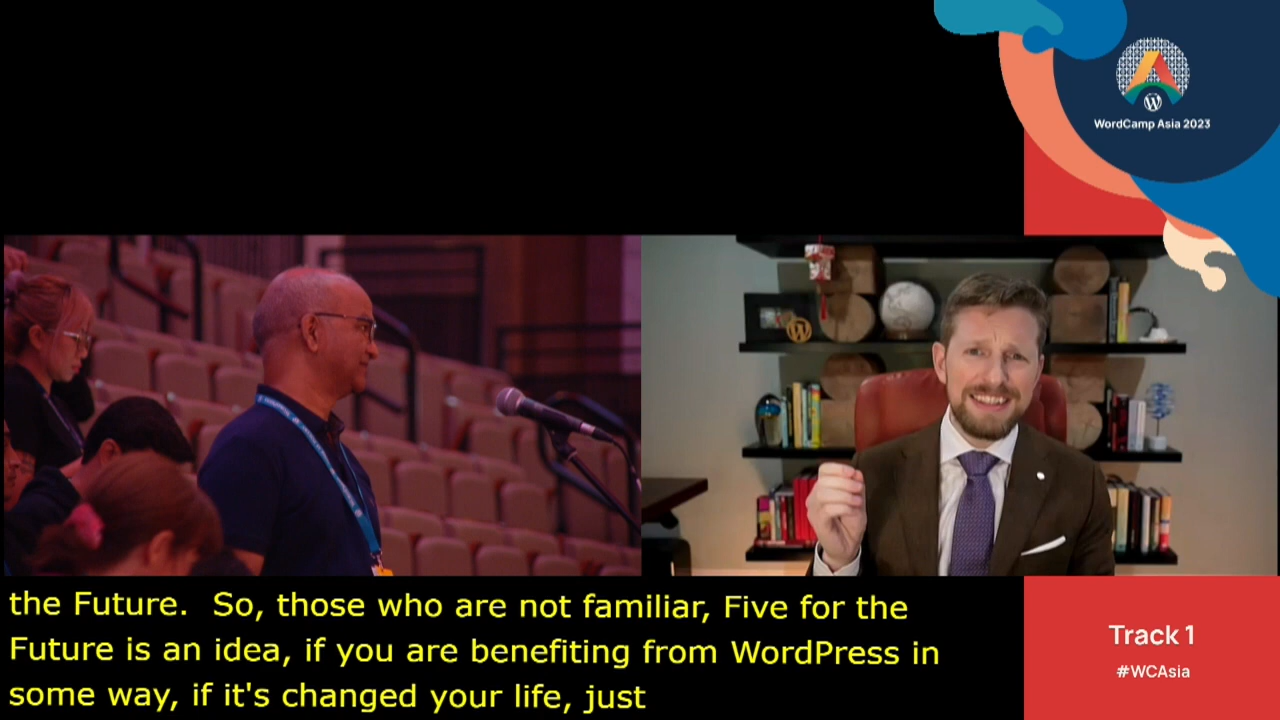 WordCamp Asia 2023
the Future.  So, those who are not familiar, Five for the
Future is an idea, if you are benefiting from WordPress in
some way, if it's changed your life, just
Track 1
#WCAsia